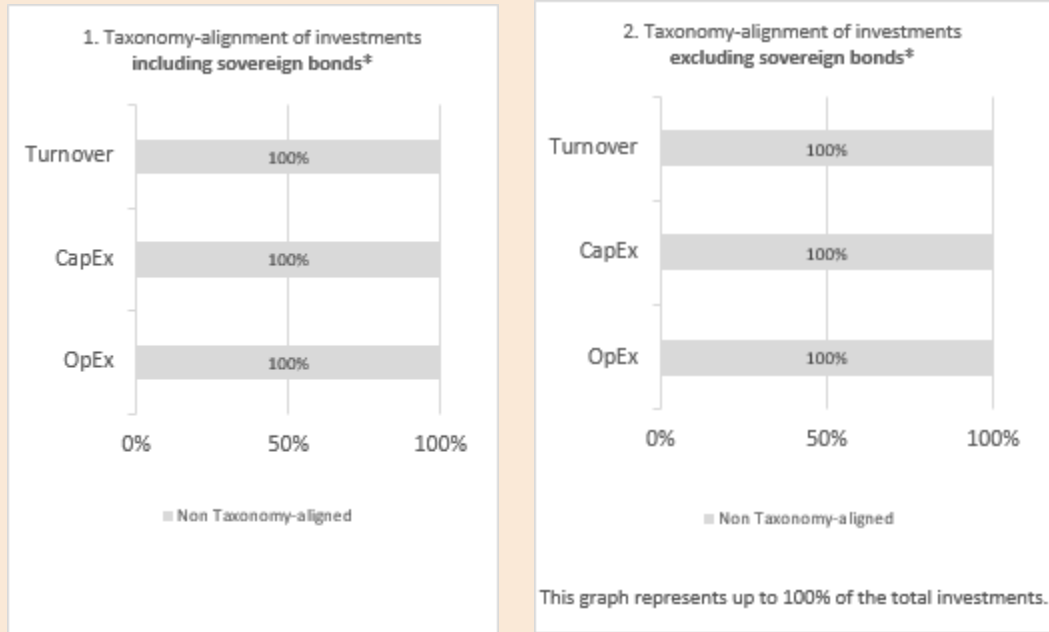 1. Taxonomy-alignment of investments
including sovereign bonds*
Turnover
100%
CapEx
100%
OpEx
100%
0%
50%
100%
Non Taxonomy-aligned
2. Taxonomy-alignment of investments
excluding sovereign bonds*
Turnover
100%
CapEx
100%
OpEx
100%
0%
50%
100%
Non Taxonomy-aligned
This graph represents up to 100% of the total investments.